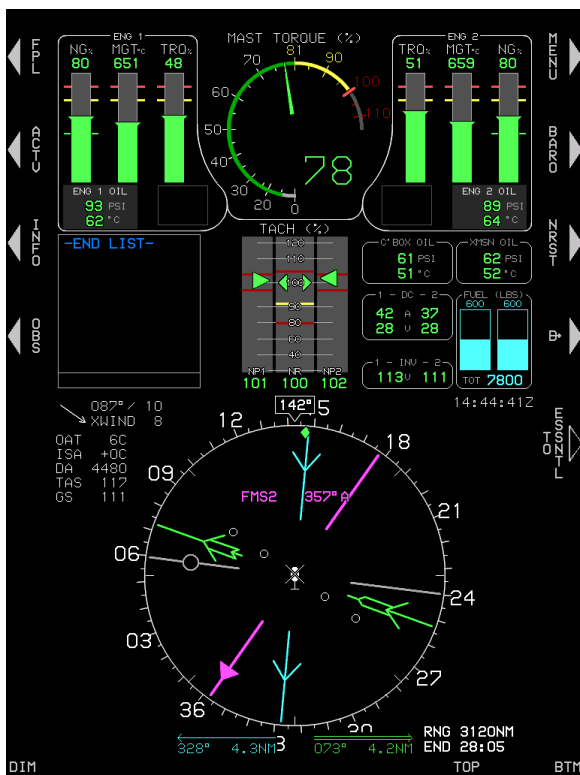 ENG 1
NG% MGT°C TRQ%
80 651 48
MAST TORQUE (%)
81
70 90
60 100
50 110
40
30
20
0
78
ENG 2
TRQ% MGT°C NG%
51 659 80
FPL
ACTV
INFO
OBS
MENU
BARO
NRST
B→
ESSNTL
TO
ENG 1 OIL
93 PSI
62 °C
ENG 2 OIL
89 PSI
64 °C
-END LIST-
TACH (%)
120
110
100
90
80
60
40
NP1 NR NP2
101 100 102
C'BOX OIL
61 PSI
51 °C
XMSN OIL
62 PSI
52 °C
1 - DC - 2
42 A 37
28 V 28
1 - INV - 2
113V 111
FUEL (LBS)
600 600
TOT 7800
14:44:41Z
087°/ 10
XWIND 8
OAT 6C
ISA +0C
DA 4480
TAS 117
GS 111
142°
12 15
18
09
FMS2 357°A
21
06
24
03
27
36
33 30
328° 4.3NM
073° 4.2NM
RNG 3120NM
END 28:05
DIM TOP BTM